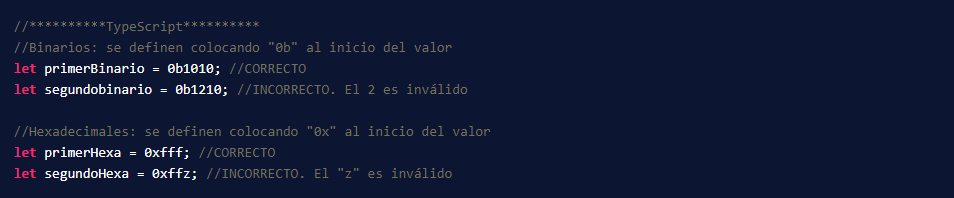 //**********TypeScript**********
//Binarios: se definen colocando "0b" al inicio del valor
let primerBinario = 0b1010; //CORRECTO
let segundobinario = 0b1210; //INCORRECTO. El 2 es inválido
//Hexadecimales: se definen colocando "0x" al inicio del valor
let primerHexa = 0xfff; //CORRECTO
let segundoHexa = 0xffz; //INCORRECTO. El "z" es inválido